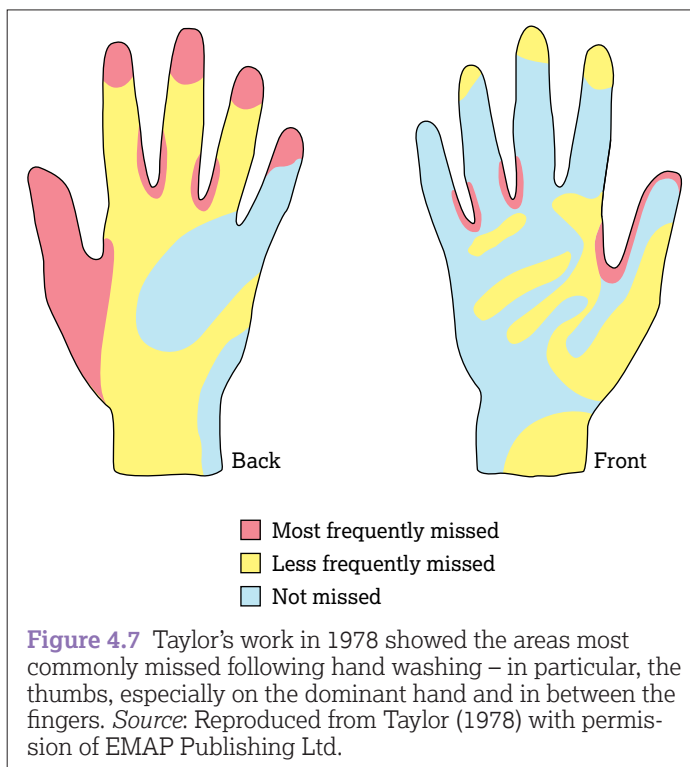 Back
Front
Most frequently missed
Less frequently missed
Not missed
Figure 4.7 Taylor’s work in 1978 showed the areas most
commonly missed following hand washing – in particular, the
thumbs, especially on the dominant hand and in between the
fingers. Source: Reproduced from Taylor (1978) with permis-
sion of EMAP Publishing Ltd.